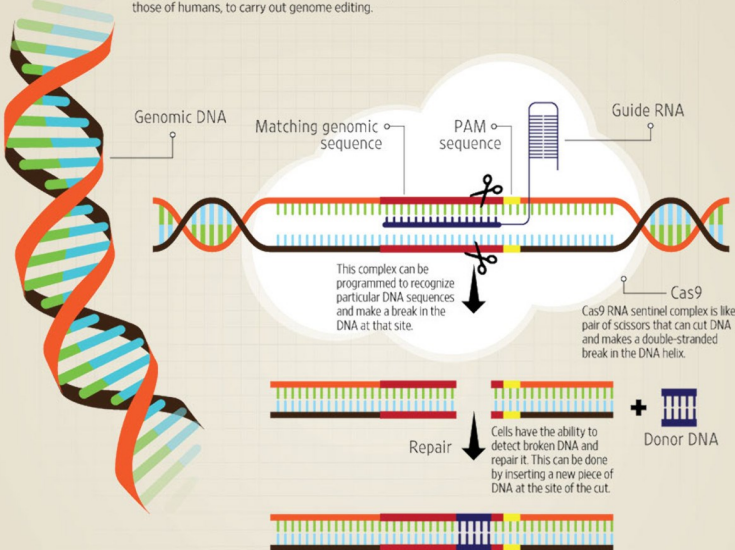 those of humans, to carry out genome editing.
Genomic DNA
Matching genomic
sequence
PAM
sequence
Guide RNA
This complex can be
programmed to recognize
particular DNA sequences
and make a break in the
DNA at that site.
Cas9
Cas9 RNA sentinel complex is like
pair of scissors that can cut DNA
and makes a double-stranded
break in the DNA helix.
Repair
Cells have the ability to
detect broken DNA and
repair it. This can be done
by inserting a new piece of
DNA at the site of the cut.
+
Donor DNA